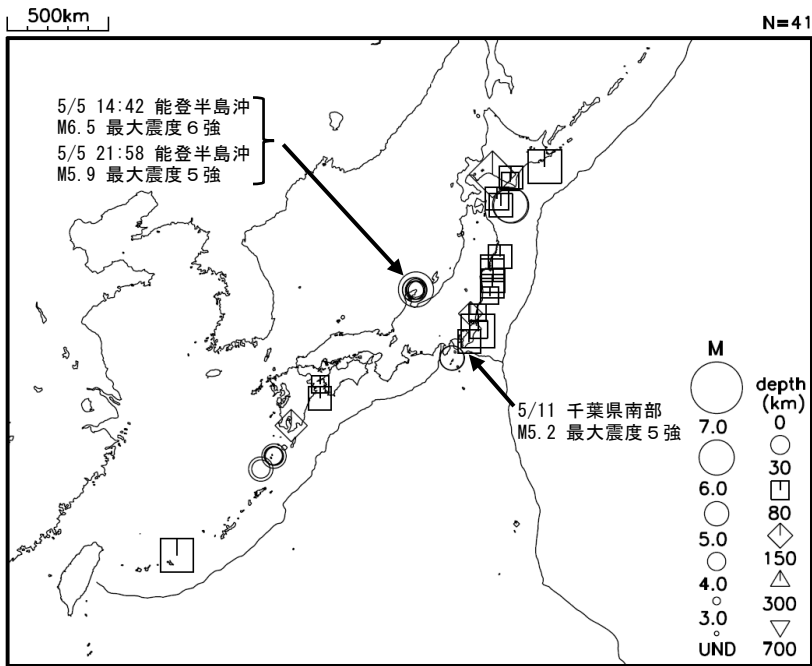 500km
N=41
5/5 14:42 能登半島沖
M6.5 最大震度６強
5/5 21:58 能登半島沖
M5.9 最大震度５強
5/11 千葉県南部
M5.2 最大震度５強
M
7.0
6.0
5.0
4.0
3.0
UND
depth
(km)
0
30
80
150
300
700